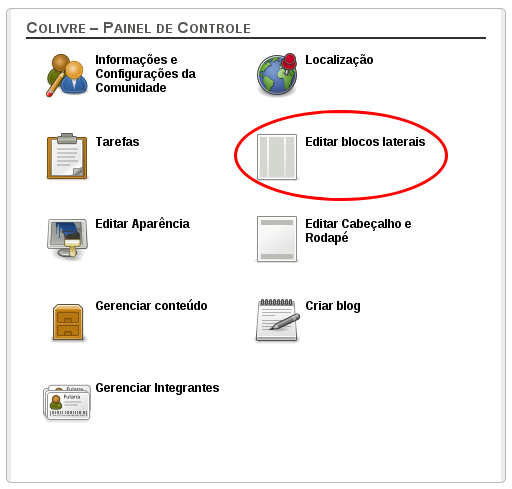 Colivre – Painel de Controle
Informações e
Configurações da
Comunidade
Localização
Tarefas
Editar blocos laterais
Editar Aparência
Editar Cabeçalho e
Rodapé
Gerenciar conteúdo
Criar blog
Fulana
Fulana
Gerenciar Integrantes